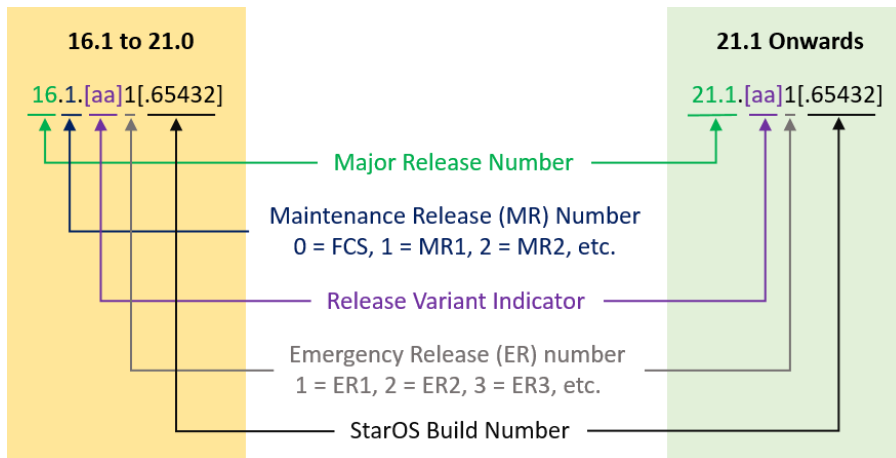 16.1 to 21.0
21.1 Onwards
16.1.[aa]1[.65432]
21.1.[aa]1[.65432]
Major Release Number
Maintenance Release (MR) Number
0 = FCS, 1 = MR1, 2 = MR2, etc.
Release Variant Indicator
Emergency Release (ER) number
1 = ER1, 2 = ER2, 3 = ER3, etc.
StarOS Build Number